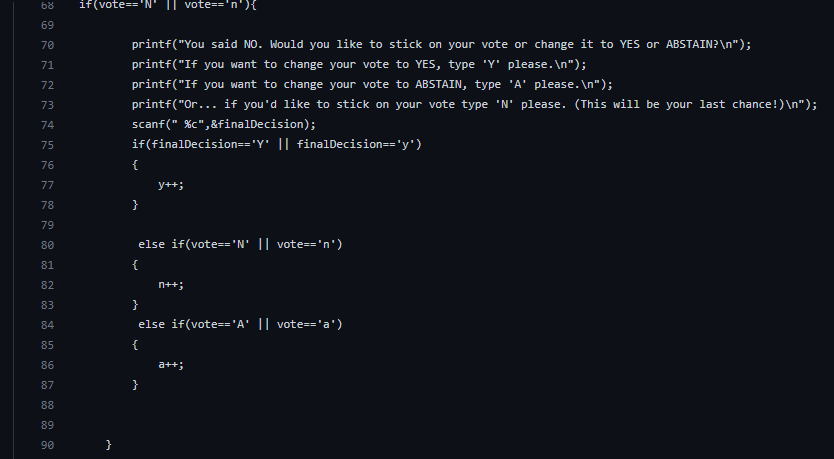 68 if(vote=='N' || vote=='n'){
69
70 printf("You said NO. Would you like to stick on your vote or change it to YES or ABSTAIN?\n");
71 printf("If you want to change your vote to YES, type 'Y' please.\n");
72 printf("If you want to change your vote to ABSTAIN, type 'A' please.\n");
73 printf("Or... if you'd like to stick on your vote type 'N' please. (This will be your last chance!)\n");
74 scanf(" %c",&finalDecision);
75 if(finalDecision=='Y' || finalDecision=='y')
76 {
77 y++;
78 }
79
80 else if(vote=='N' || vote=='n')
81 {
82 n++;
83 }
84 else if(vote=='A' || vote=='a')
85 {
86 a++;
87 }
88
89
90 }